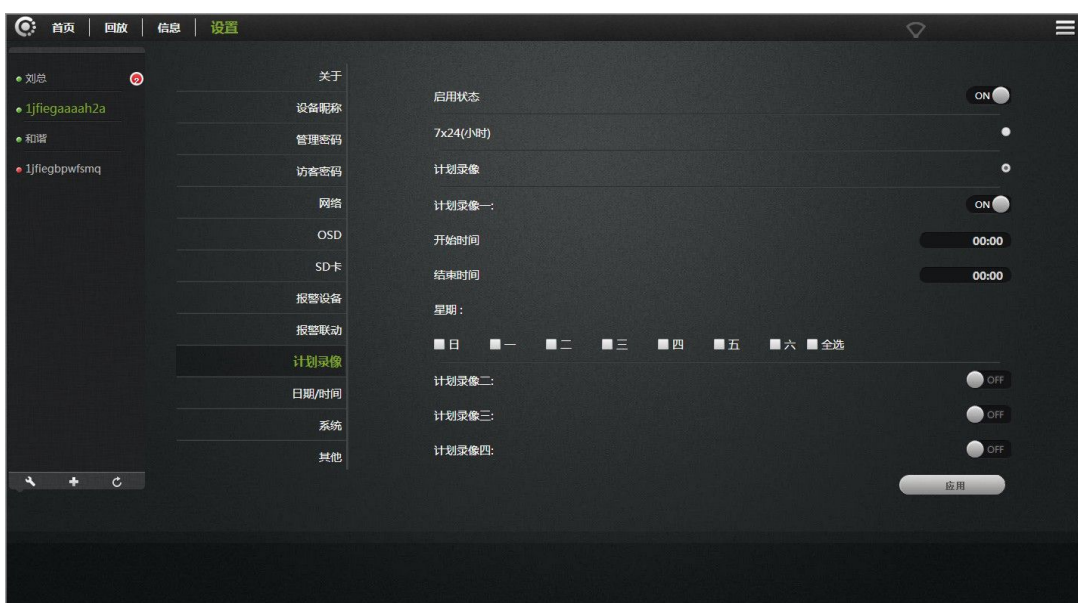 首页 | 回放 | 信息 | 设置
刘总 2
1jfiegaaaah2a
和谐
1jfiegbpwfsmq
关于
设备昵称
管理密码
访客密码
网络
OSD
SD卡
报警设备
报警联动
计划录像
日期/时间
系统
其他
启用状态 ON
7x24(小时)
计划录像
计划录像一: ON
开始时间 00:00
结束时间 00:00
星期:
日 一 二 三 四 五 六 全选
计划录像二: OFF
计划录像三: OFF
计划录像四: OFF
应用